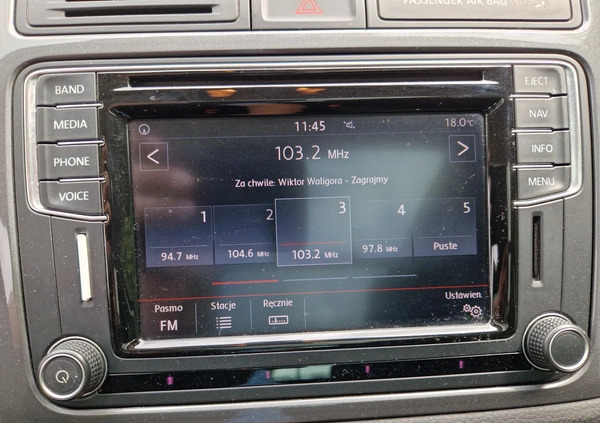 PASSENGER AIR BAG
BAND
MEDIA
PHONE
VOICE
EJECT
NAV
INFO
MENU
11:45
18.0°C
< 103.2 MHz >
Za chwile: Wiktor Waligora - Zagrajmy
1 2 3 4 5
94.7 MHz 104.6 MHz 103.2 MHz 97.8 MHz Puste
Pasmo Stacje Ręcznie Ustawien.
FM